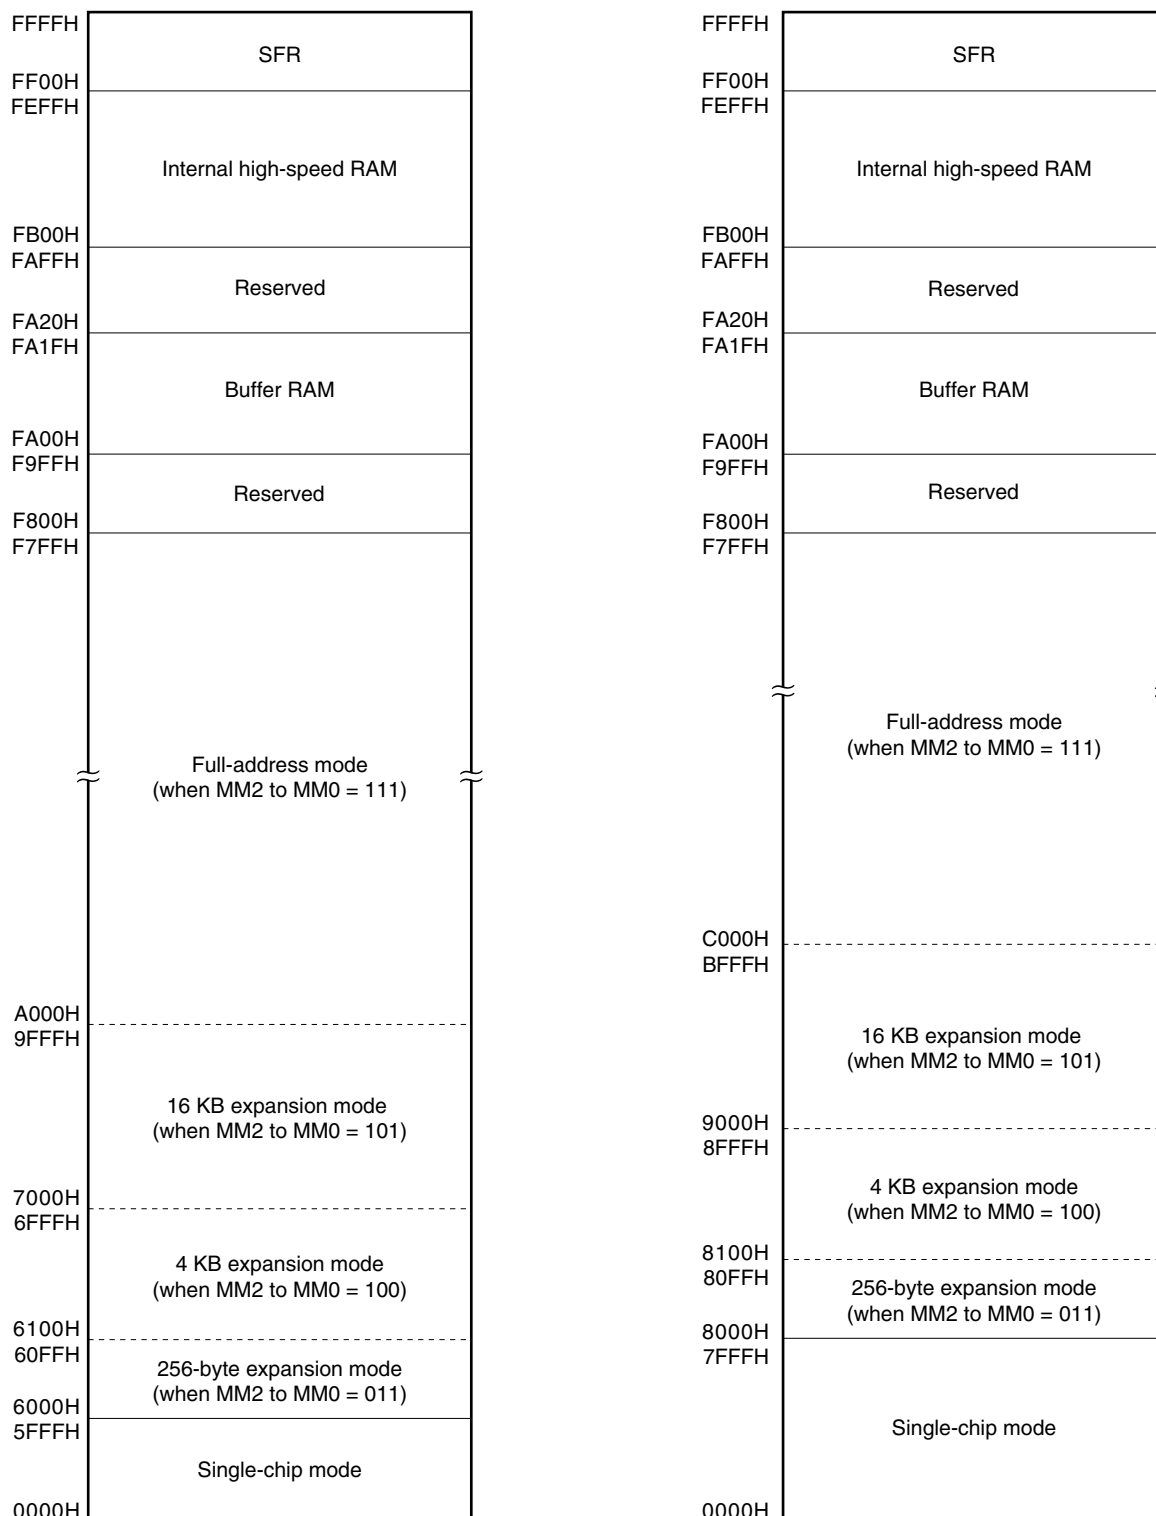 FFFFH
SFR
FF00H
FEFFH
Internal high-speed RAM
FB00H
FAFFH
Reserved
FA20H
FA1FH
Buffer RAM
FA00H
F9FFH
Reserved
F800H
F7FFH
Full-address mode
(when MM2 to MM0 = 111)
A000H
9FFFH
16 KB expansion mode
(when MM2 to MM0 = 101)
7000H
6FFFH
4 KB expansion mode
(when MM2 to MM0 = 100)
6100H
60FFH
256-byte expansion mode
(when MM2 to MM0 = 011)
6000H
5FFFH
Single-chip mode
0000H
FFFFH
SFR
FF00H
FEFFH
Internal high-speed RAM
FB00H
FAFFH
Reserved
FA20H
FA1FH
Buffer RAM
FA00H
F9FFH
Reserved
F800H
F7FFH
Full-address mode
(when MM2 to MM0 = 111)
C000H
BFFFH
16 KB expansion mode
(when MM2 to MM0 = 101)
9000H
8FFFH
4 KB expansion mode
(when MM2 to MM0 = 100)
8100H
80FFH
256-byte expansion mode
(when MM2 to MM0 = 011)
8000H
7FFFH
Single-chip mode
0000H